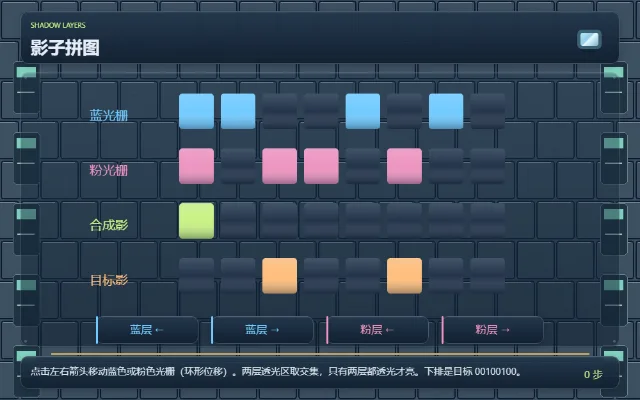 SHADOW LAYERS
影子拼图
蓝光栅
粉光栅
合成影
目标影
蓝层 ← 蓝层 → 粉层 ← 粉层 →
点击左右箭头移动蓝色或粉色光栅（环形位移）。两层透光区取交集，只有两层都透光才亮。下排是目标 00100100。 0 步